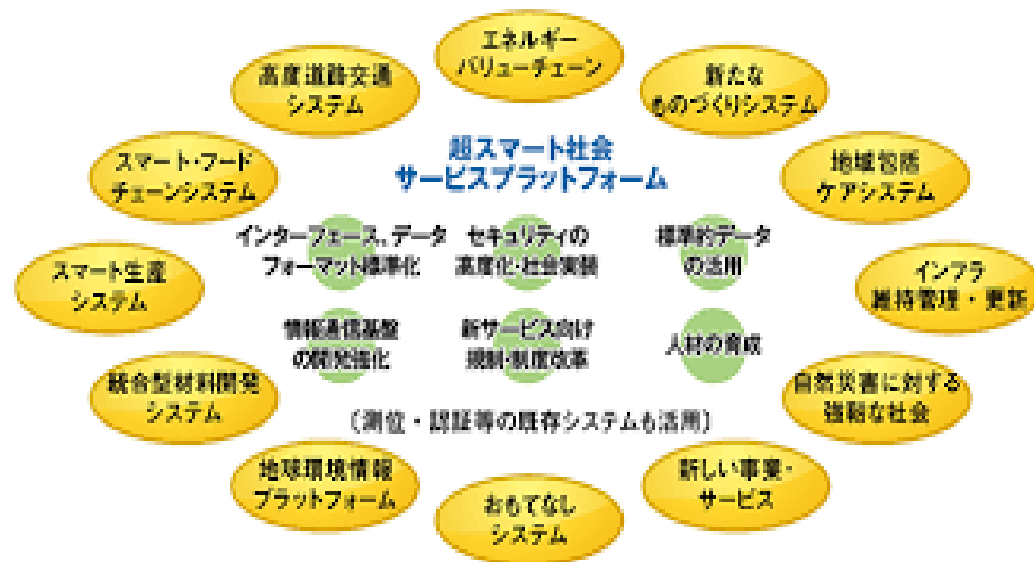 エネルギー
バリューチェーン
高度道路交通
システム
新たな
ものづくりシステム
超スマート社会
サービスプラットフォーム
スマート・フード
チェーンシステム
地域包括
ケアシステム
インターフェース、データ
フォーマット標準化
セキュリティの
高度化・社会実装
標準的データ
の活用
スマート生産
システム
インフラ
維持管理・更新
情報通信基盤
の開発強化
新サービス向け
規制・制度改革
人材の育成
統合型材料開発
システム
自然災害に対する
強靭な社会
(測位・認証等の既存システムも活用)
地球環境情報
プラットフォーム
おもてなし
システム
新しい事業・
サービス